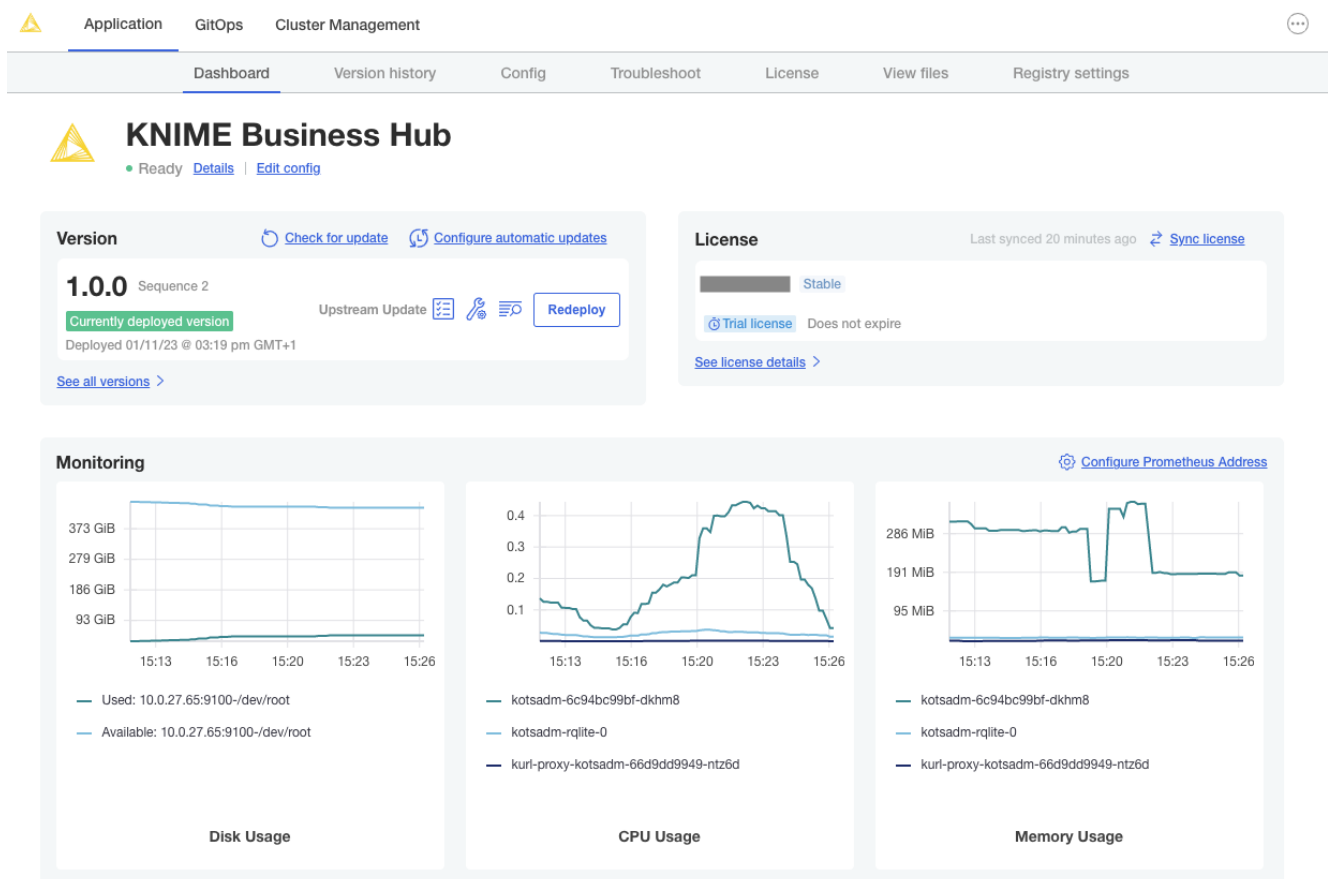 Application GitOps Cluster Management
Dashboard Version history Config Troubleshoot License View files Registry settings
KNIME Business Hub
Ready Details Edit config
Version Check for update Configure automatic updates
1.0.0 Sequence 2
Currently deployed version
Deployed 01/11/23 @ 03:19 pm GMT+1
Upstream Update Redeploy
See all versions
License Last synced 20 minutes ago Sync license
Stable
Trial license Does not expire
See license details
Monitoring Configure Prometheus Address
373 GiB
279 GiB
186 GiB
93 GiB
15:13 15:16 15:20 15:23 15:26
Used: 10.0.27.65:9100-/dev/root
Available: 10.0.27.65:9100-/dev/root
Disk Usage
0.4
0.3
0.2
0.1
15:13 15:16 15:20 15:23 15:26
kotsadm-6c94bc99bf-dkhm8
kotsadm-rqlite-0
kurl-proxy-kotsadm-66d9dd9949-ntz6d
CPU Usage
286 MiB
191 MiB
95 MiB
15:13 15:16 15:20 15:23 15:26
kotsadm-6c94bc99bf-dkhm8
kotsadm-rqlite-0
kurl-proxy-kotsadm-66d9dd9949-ntz6d
Memory Usage